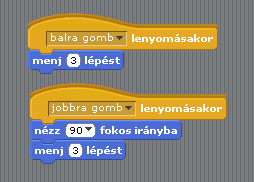 balra gomb lenyomásakor
menj 3 lépést
jobbra gomb lenyomásakor
nézz 90 fokos irányba
menj 3 lépést